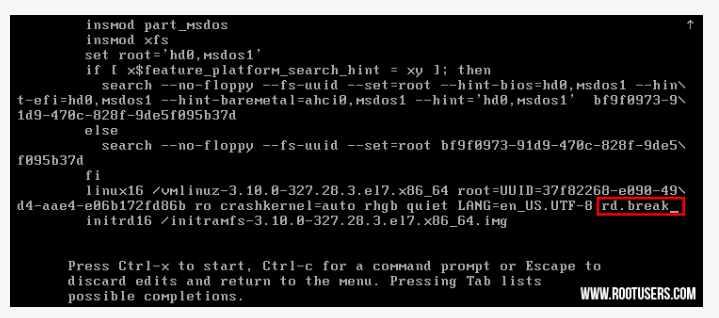 insmod part_msdos
insmod xfs
set root='hd0,msdos1'
if [ x$feature_platform_search_hint = xy ]; then
search --no-floppy --fs-uuid --set=root --hint-bios=hd0,msdos1 --hin\
t-efi=hd0,msdos1 --hint-baremetal=ahci0,msdos1 --hint='hd0,msdos1'  bf9f0973-9\
1d9-470c-828f-9de5f095b37d
else
search --no-floppy --fs-uuid --set=root bf9f0973-91d9-470c-828f-9de5\
f095b37d
fi
linux16 /vmlinuz-3.10.0-327.28.3.el7.x86_64 root=UUID=37f82268-e090-49\
d4-aae4-e06b172fd86b ro crashkernel=auto rhgb quiet LANG=en_US.UTF-8 rd.break_
initrd16 /initramfs-3.10.0-327.28.3.el7.x86_64.img
Press Ctrl-x to start, Ctrl-c for a command prompt or Escape to
discard edits and return to the menu. Pressing Tab lists
possible completions.
WWW.ROOTUSERS.COM